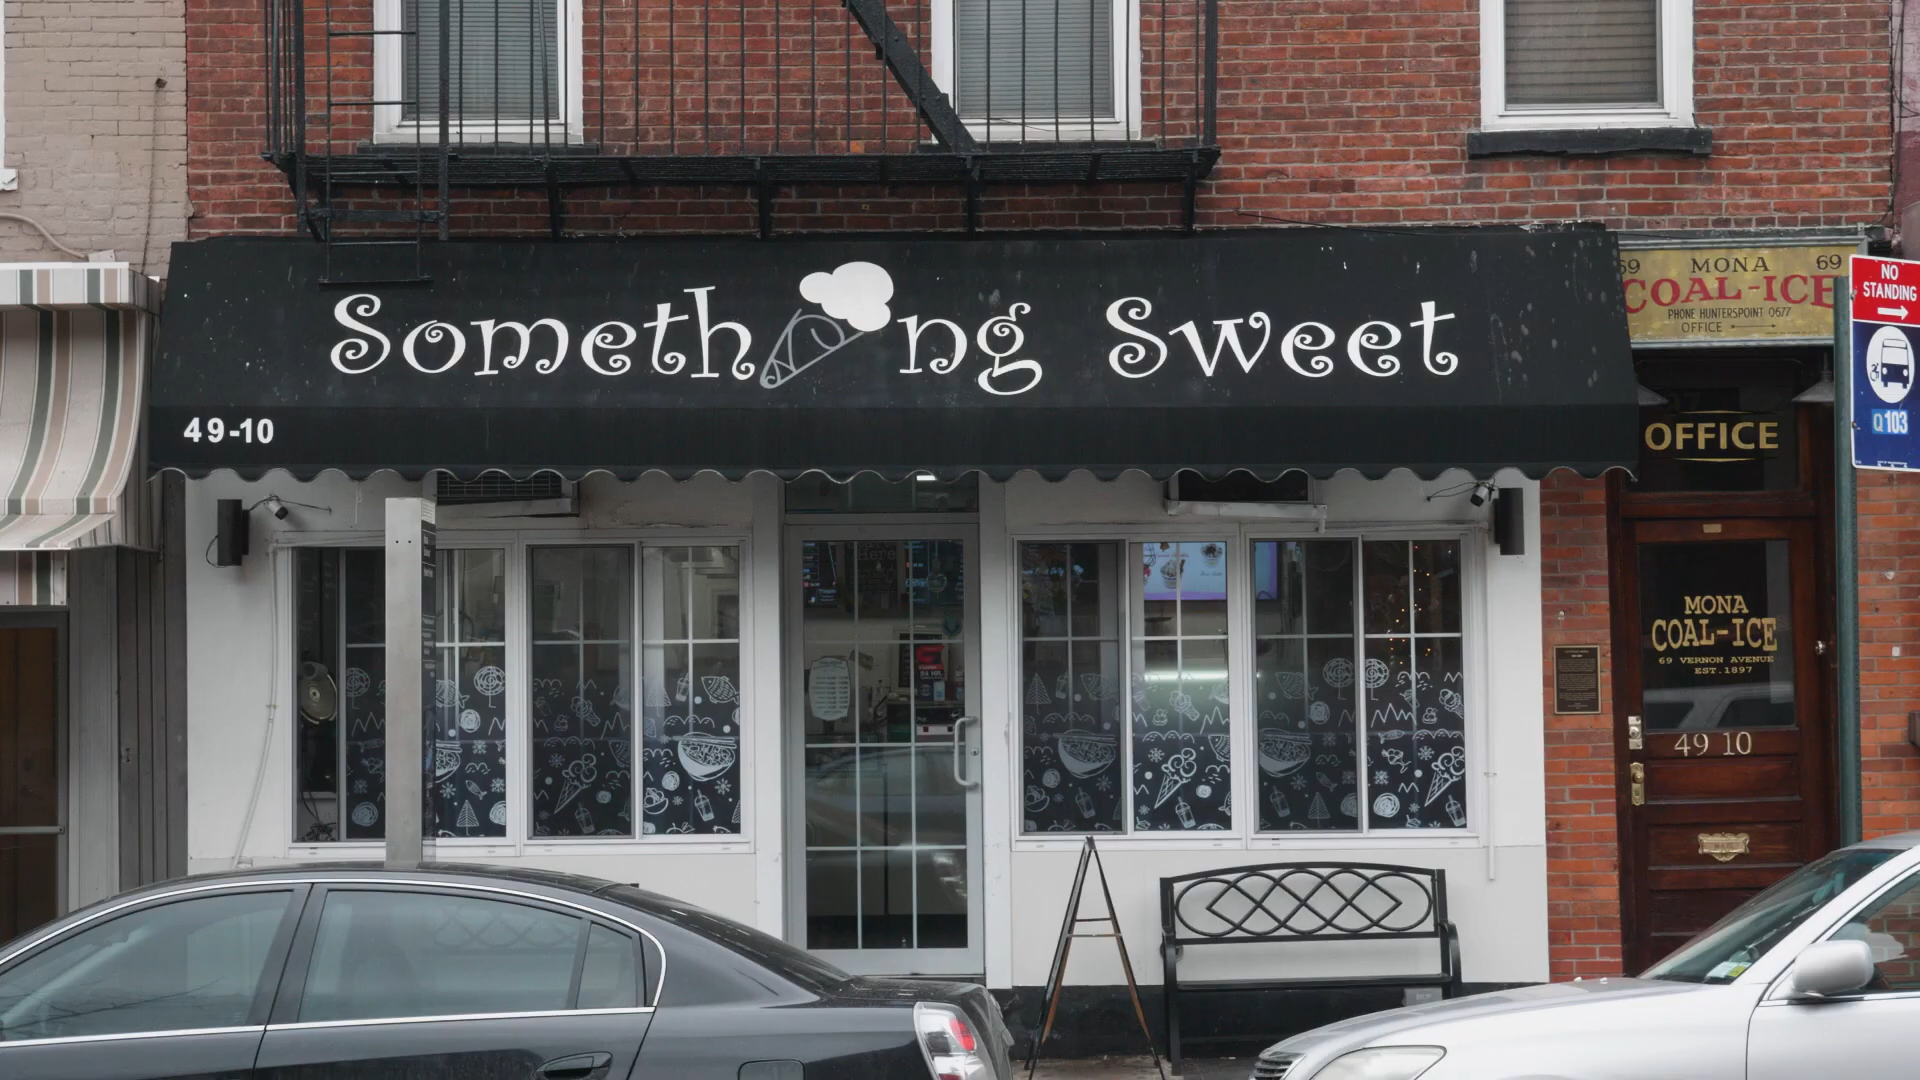 Someth ng Sweet
49-10
69 MONA 69
COAL-ICE
PHONE HUNTERSPOINT 0677
OFFICE
NO
STANDING
Q103
OFFICE
MONA
COAL-ICE
69 VERNON AVENUE
EST. 1897
49 10
MAIL